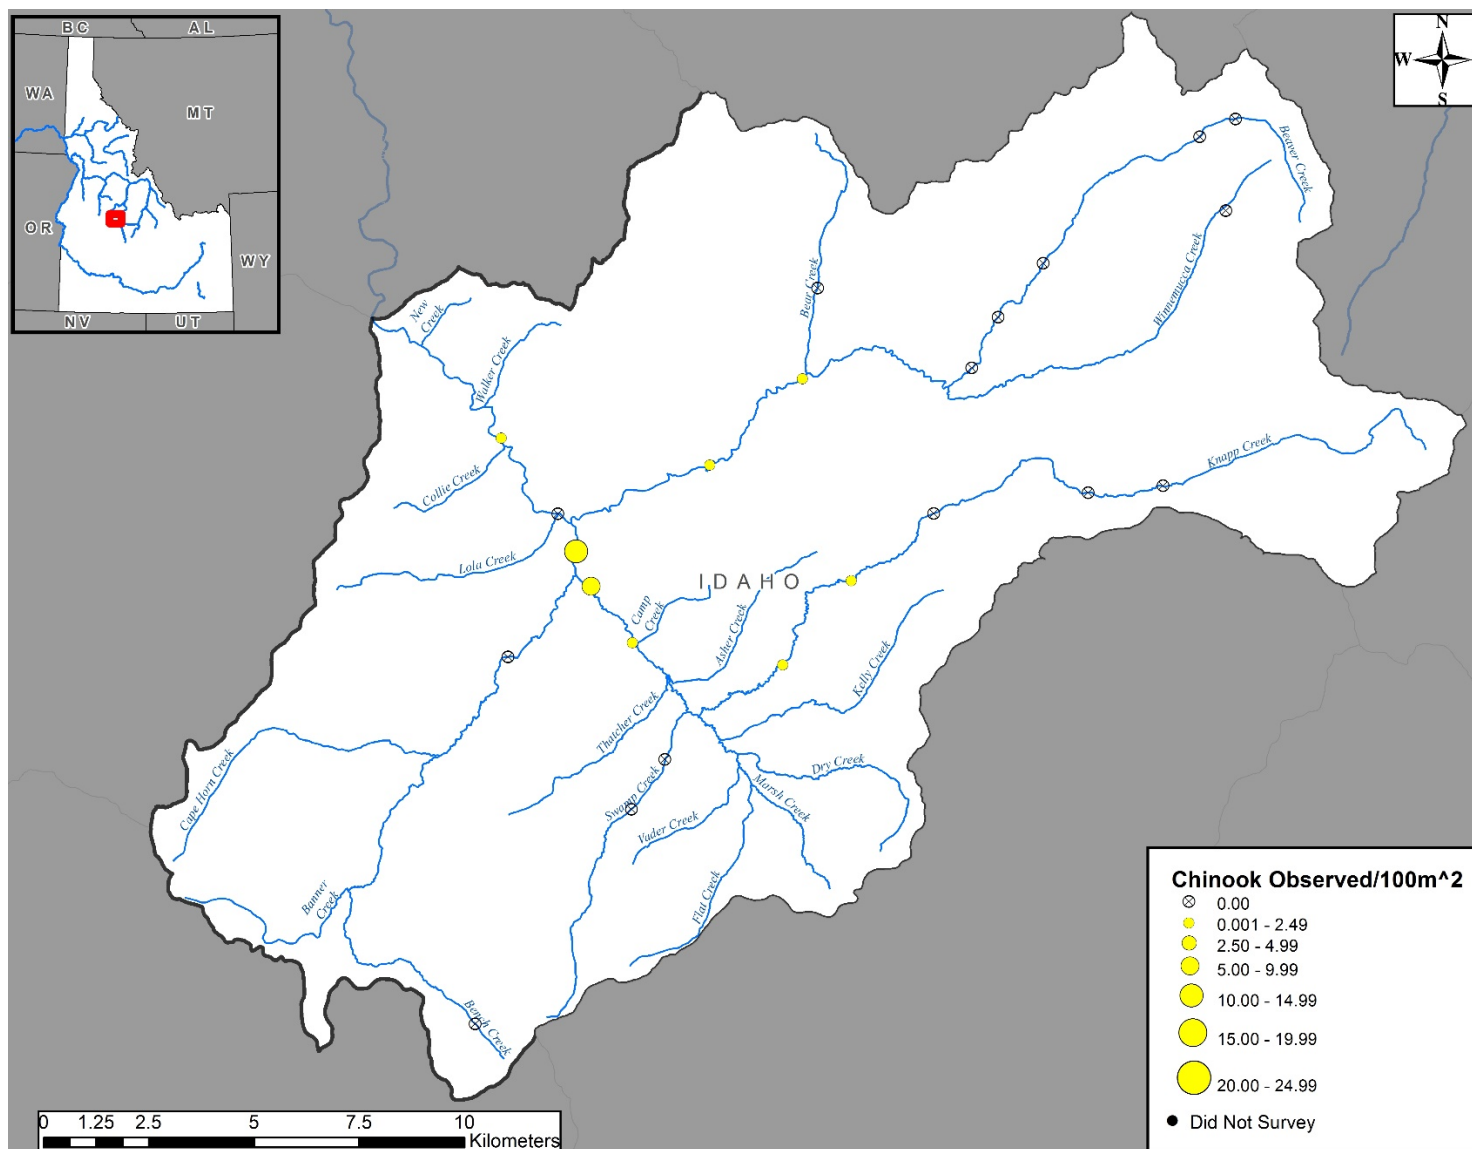 BC
AL
WA
MT
OR
WY
NV
UT
N
W
S
Beaver Creek
Winnemucca Creek
Bear Creek
New
Creek
Walker Creek
Knapp Creek
Collie Creek
Lola Creek
IDAHO
Camp
Creek
Asher Creek
Kelly Creek
Thatcher Creek
Cape Horn Creek
Swamp Creek
Dry Creek
Marsh Creek
Vader Creek
Flat Creek
Banner
Creek
Bench Creek
Chinook Observed/100m^2
0.00
0.001 - 2.49
2.50 - 4.99
5.00 - 9.99
10.00 - 14.99
15.00 - 19.99
20.00 - 24.99
Did Not Survey
0 1.25 2.5 5 7.5 10
Kilometers